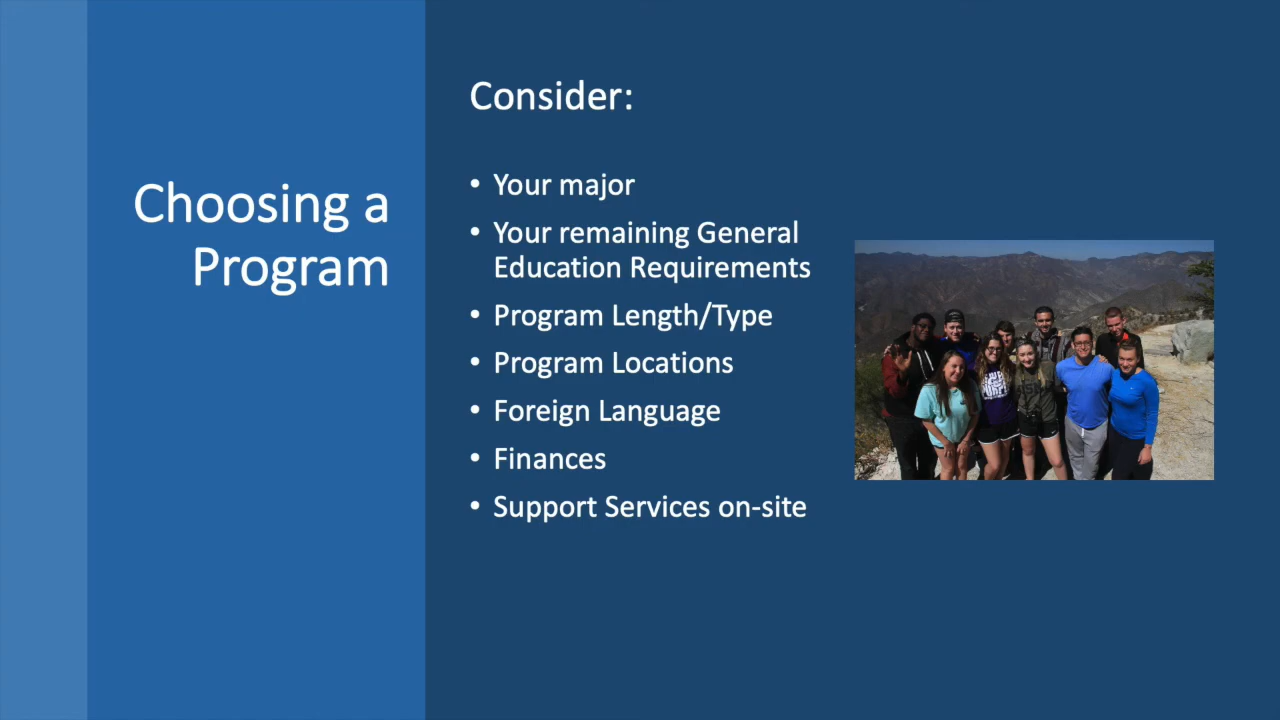 Choosing a
Program
Consider:
• Your major
• Your remaining General
Education Requirements
• Program Length/Type
• Program Locations
• Foreign Language
• Finances
• Support Services on-site